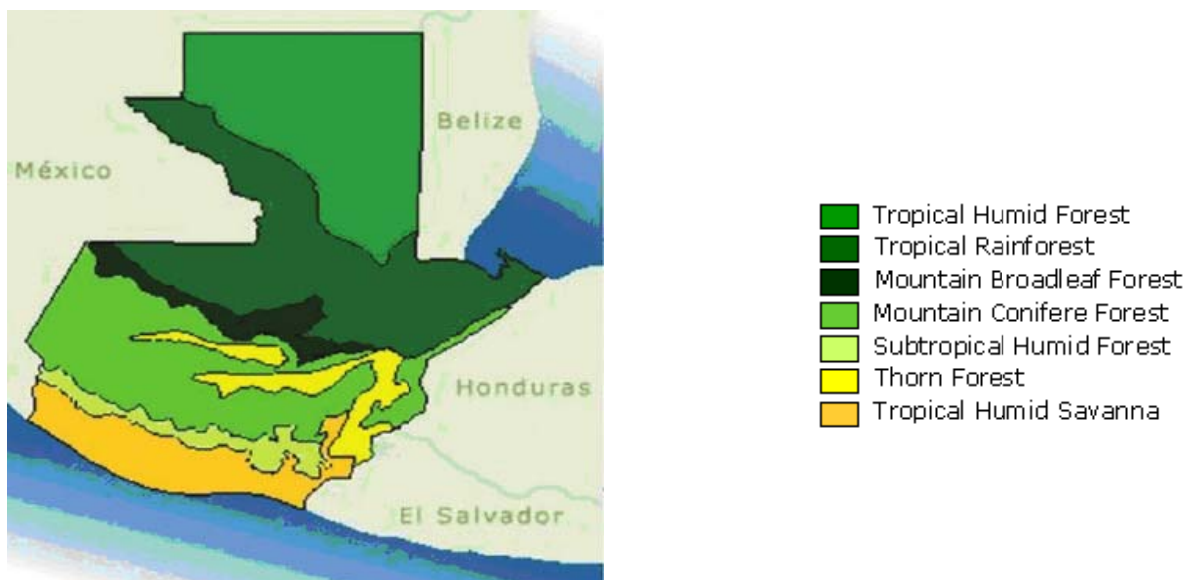 Belize
México
Honduras
El Salvador
Tropical Humid Forest
Tropical Rainforest
Mountain Broadleaf Forest
Mountain Conifere Forest
Subtropical Humid Forest
Thorn Forest
Tropical Humid Savanna